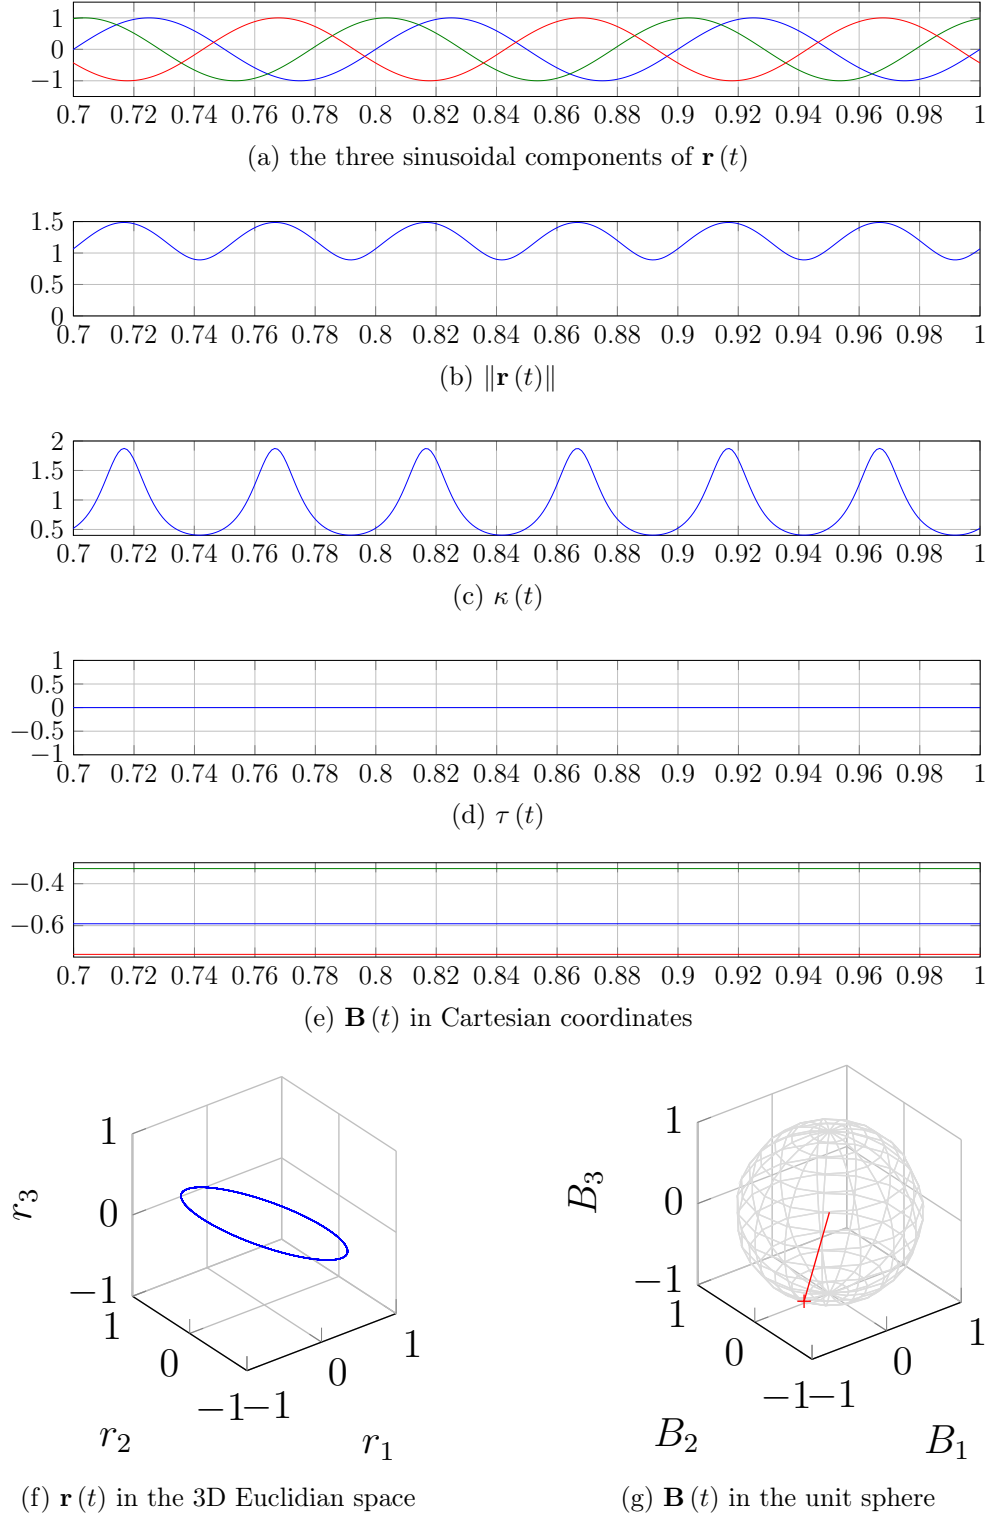 1
0
−1
0.7 0.72 0.74 0.76 0.78 0.8 0.82 0.84 0.86 0.88 0.9 0.92 0.94 0.96 0.98 1
(a) the three sinusoidal components of r (t)
1.5
1
0.5
0
0.7 0.72 0.74 0.76 0.78 0.8 0.82 0.84 0.86 0.88 0.9 0.92 0.94 0.96 0.98 1
(b) ‖r (t)‖
2
1.5
1
0.5
0.7 0.72 0.74 0.76 0.78 0.8 0.82 0.84 0.86 0.88 0.9 0.92 0.94 0.96 0.98 1
(c) κ (t)
1
0.5
0
−0.5
−1
0.7 0.72 0.74 0.76 0.78 0.8 0.82 0.84 0.86 0.88 0.9 0.92 0.94 0.96 0.98 1
(d) τ (t)
−0.4
−0.6
0.7 0.72 0.74 0.76 0.78 0.8 0.82 0.84 0.86 0.88 0.9 0.92 0.94 0.96 0.98 1
(e) B (t) in Cartesian coordinates
1
0
−1
r3
1
0
−1
r2
−1
0
1
r1
(f) r (t) in the 3D Euclidian space
1
0
−1
B3
1
0
−1
B2
−1
0
1
B1
(g) B (t) in the unit sphere